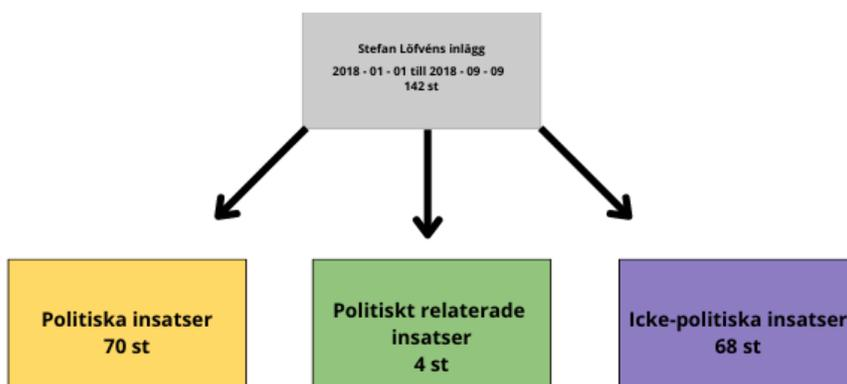 Stefan Löfvéns inlägg
2018 - 01 - 01 till 2018 - 09 - 09
142 st
Politiska insatser
70 st
Politiskt relaterade
insatser
4 st
Icke-politiska insatser
68 st